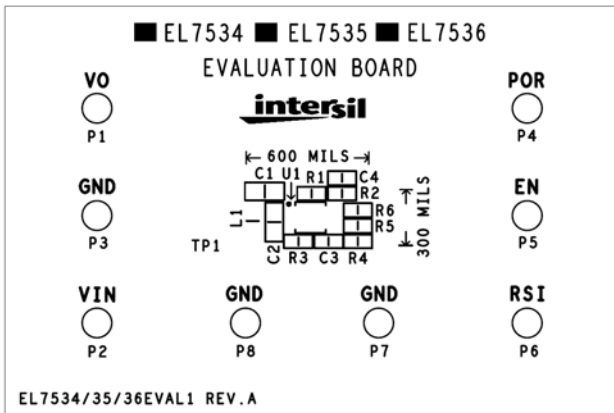 EL7534 EL7535 EL7536
EVALUATION BOARD
VO
P1
intersil
POR
P4
600 MILS
C1 U1 R1 C4
R2
GND
P3
L1
R6
R5
300 MILS
EN
P5
TP1
C2 R3 C3 R4
VIN
P2
GND
P8
GND
P7
RSI
P6
EL7534/35/36EVAL1 REV.A